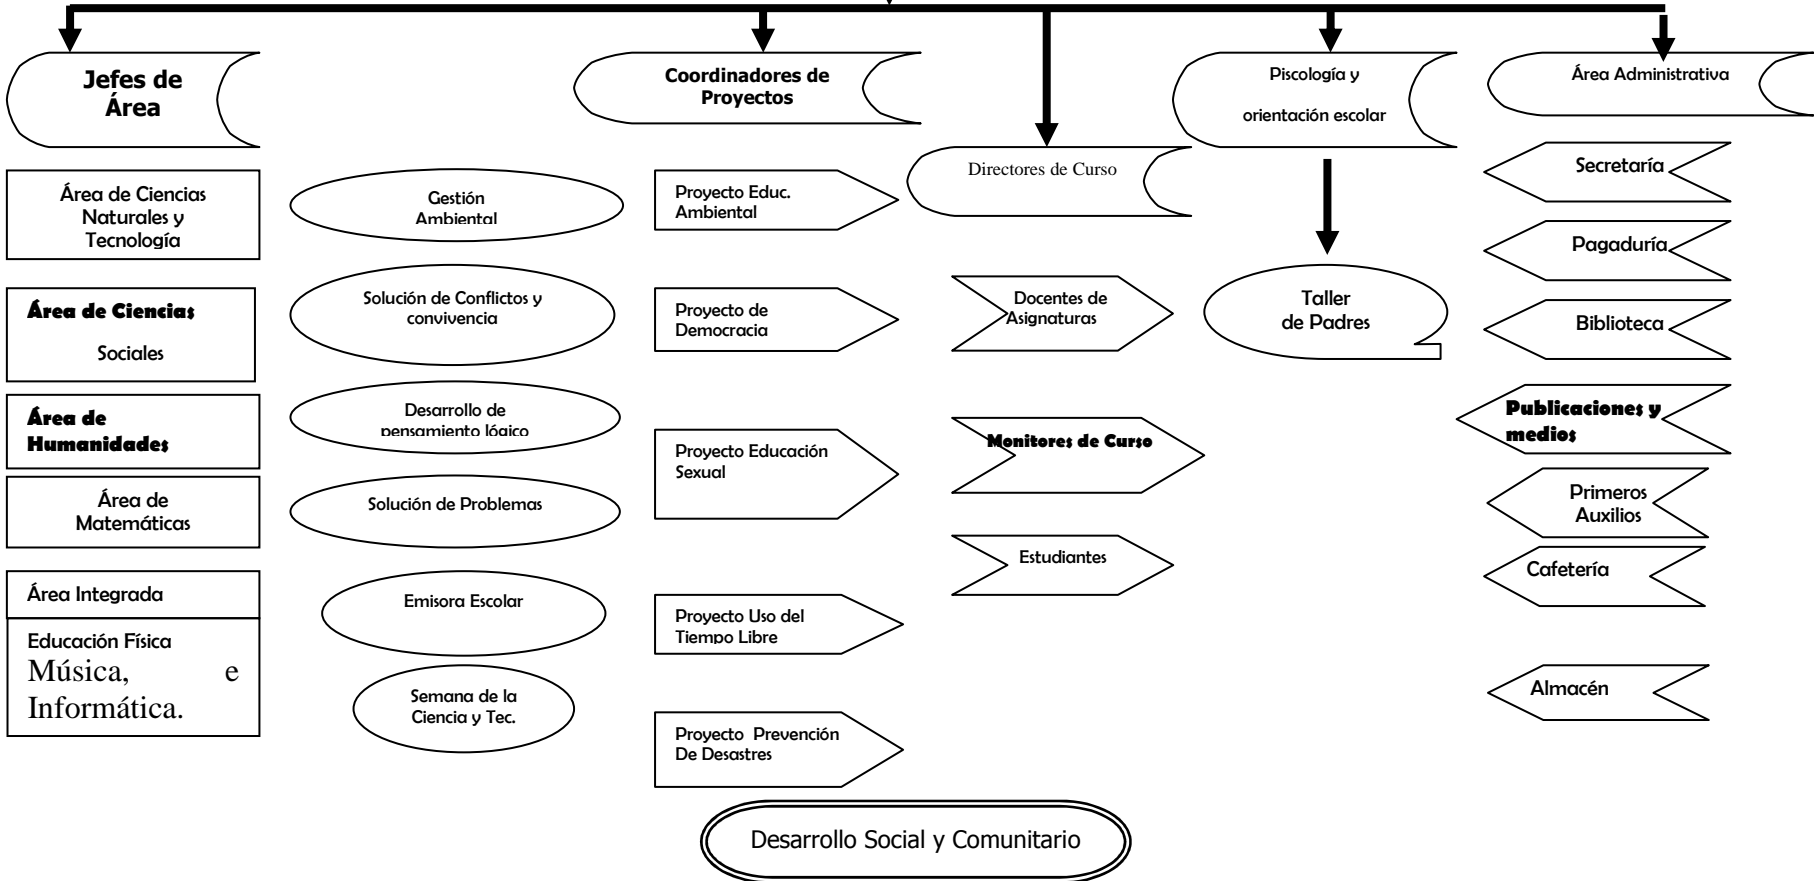 Jefes de
Área
Coordinadores de
Proyectos
Directores de Curso
Piscología y
orientación escolar
Área Administrativa
Área de Ciencias
Naturales y
Tecnología
Área de Ciencias
Sociales
Área de
Humanidades
Área de
Matemáticas
Área Integrada
Educación Física
Música, e
Informática.
Gestión
Ambiental
Solución de Conflictos y
convivencia
Desarrollo de
pensamiento lógico
Solución de Problemas
Emisora Escolar
Semana de la
Ciencia y Tec.
Proyecto Educ.
Ambiental
Proyecto de
Democracia
Proyecto Educación
Sexual
Proyecto Uso del
Tiempo Libre
Proyecto Prevención
De Desastres
Docentes de
Asignaturas
Monitores de Curso
Estudiantes
Taller
de Padres
Secretaría
Pagaduría
Biblioteca
Publicaciones y
medios
Primeros
Auxilios
Cafetería
Almacén
Desarrollo Social y Comunitario